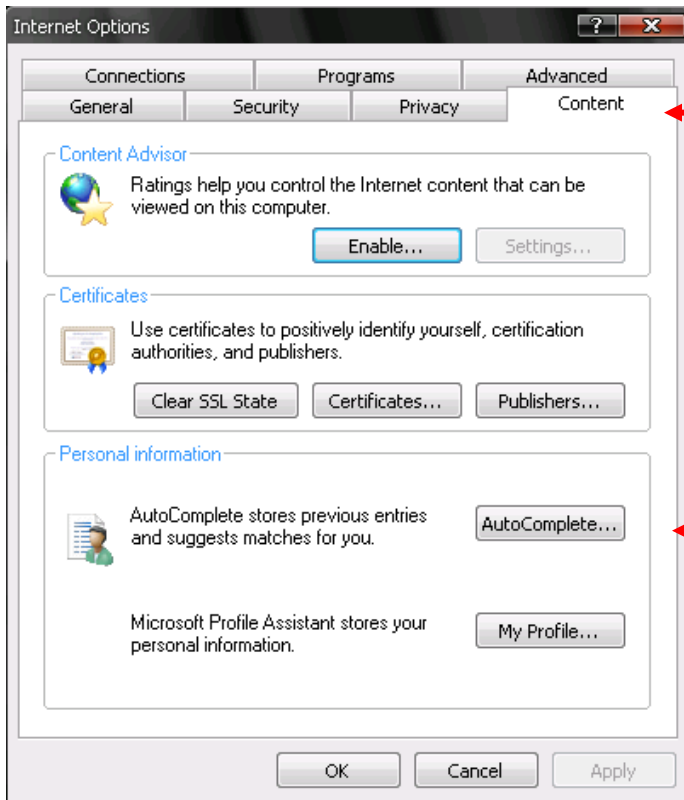 Internet Options
?
X
Connections
Programs
Advanced
General
Security
Privacy
Content
Content Advisor
Ratings help you control the Internet content that can be
viewed on this computer.
Enable...
Settings...
Certificates
Use certificates to positively identify yourself, certification
authorities, and publishers.
Clear SSL State
Certificates...
Publishers...
Personal information
AutoComplete stores previous entries
and suggests matches for you.
AutoComplete...
Microsoft Profile Assistant stores your
personal information.
My Profile...
OK
Cancel
Apply